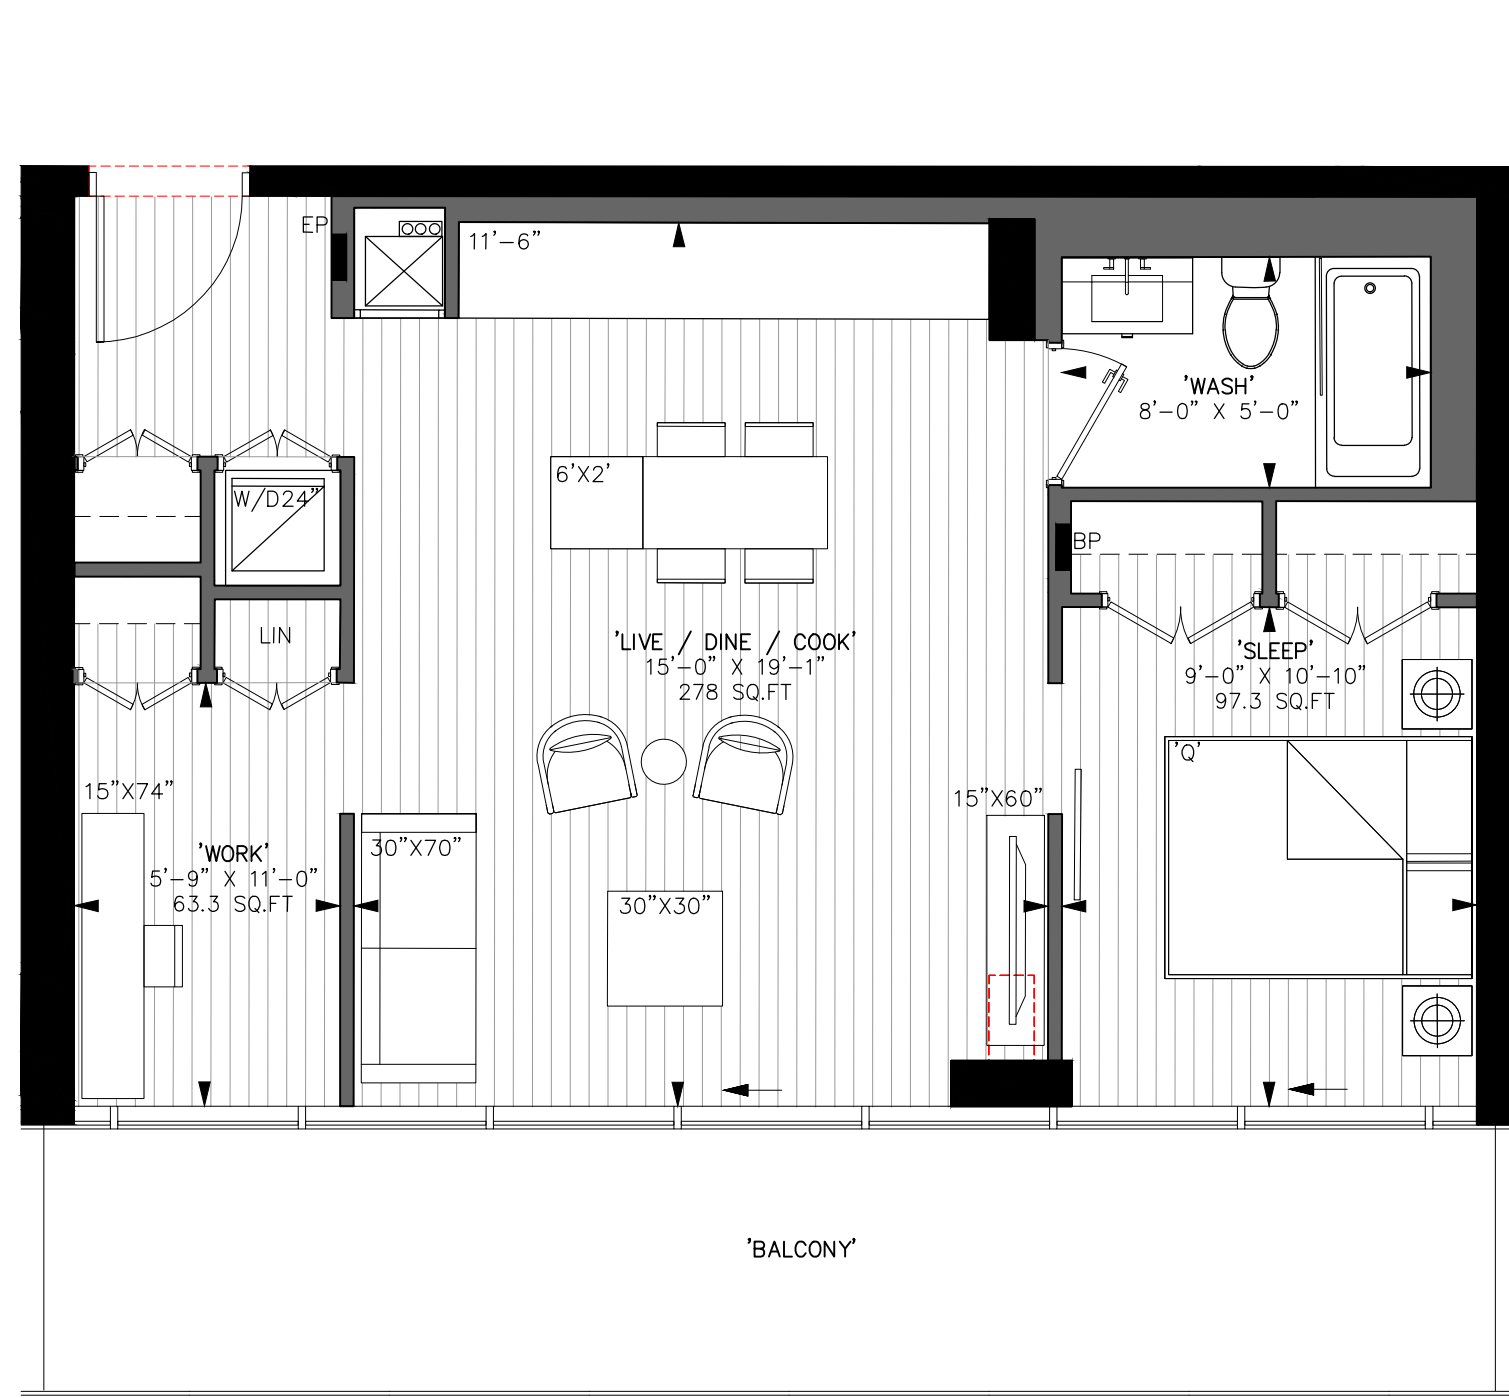 EP
11'-6"
'WASH'
8'-0" X 5'-0"
6'X2'
W/D24"
BP
LIN
'LIVE / DINE / COOK'
15'-0" X 19'-1"
278 SQ.FT
'SLEEP'
9'-0" X 10'-10"
97.3 SQ.FT
'Q'
15"X74"
15"X60"
'WORK'
5'-9" X 11'-0"
63.3 SQ.FT
30"X70"
30"X30"
'BALCONY'